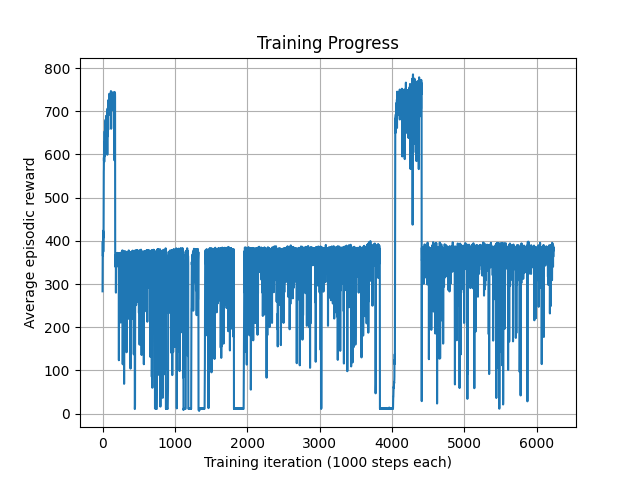 Training Progress
Average episodic reward
800
700
600
500
400
300
200
100
0
0 1000 2000 3000 4000 5000 6000
Training iteration (1000 steps each)